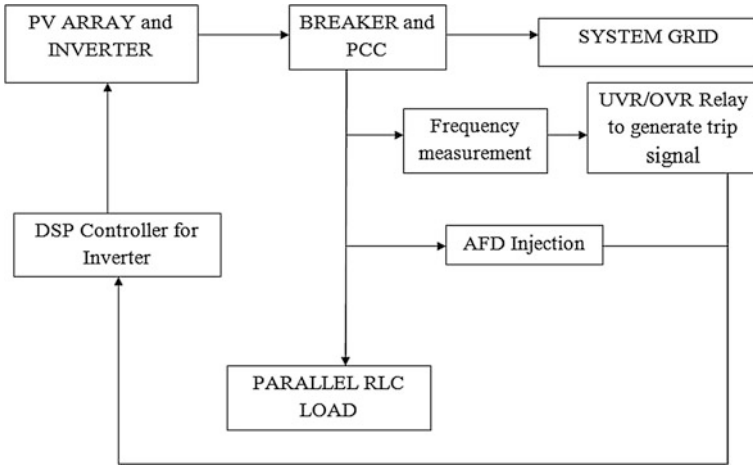 PV ARRAY and
INVERTER
BREAKER and
PCC
SYSTEM GRID
Frequency
measurement
UVR/OVR Relay
to generate trip
signal
DSP Controller for
Inverter
AFD Injection
PARALLEL RLC
LOAD